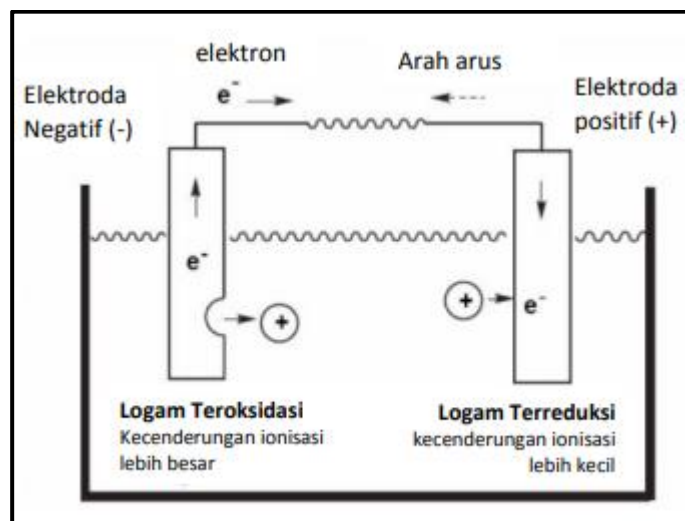 elektron
Arah arus
Elektroda
Negatif (-)
e⁻
Elektroda
positif (+)
e⁻
+
+
e⁻
Logam Teroksidasi
Kecenderungan ionisasi
lebih besar
Logam Terreduksi
kecenderungan ionisasi
lebih kecil